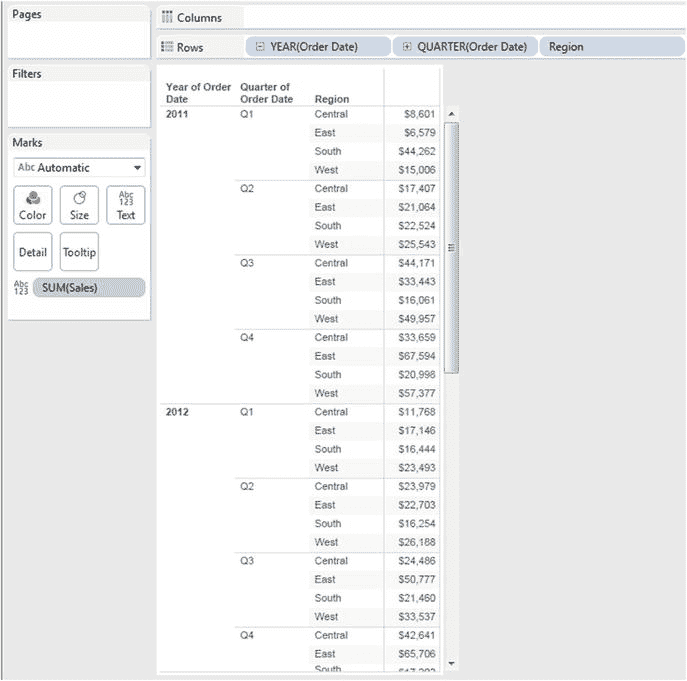 Pages
Columns
Rows YEAR(Order Date) QUARTER(Order Date) Region
Filters
Marks
Abc Automatic
Color Size Abc 123 Text
Detail Tooltip
Abc 123 SUM(Sales)
Year of Order Date Quarter of Order Date Region
2011 Q1 Central $8,601
East $6,579
South $44,262
West $15,006
Q2 Central $17,407
East $21,064
South $22,524
West $25,543
Q3 Central $44,171
East $33,443
South $16,061
West $49,957
Q4 Central $33,659
East $67,594
South $20,998
West $57,377
2012 Q1 Central $11,768
East $17,146
South $16,444
West $23,493
Q2 Central $23,979
East $22,703
South $16,254
West $26,188
Q3 Central $24,486
East $50,777
South $21,460
West $33,537
Q4 Central $42,641
East $65,706
South